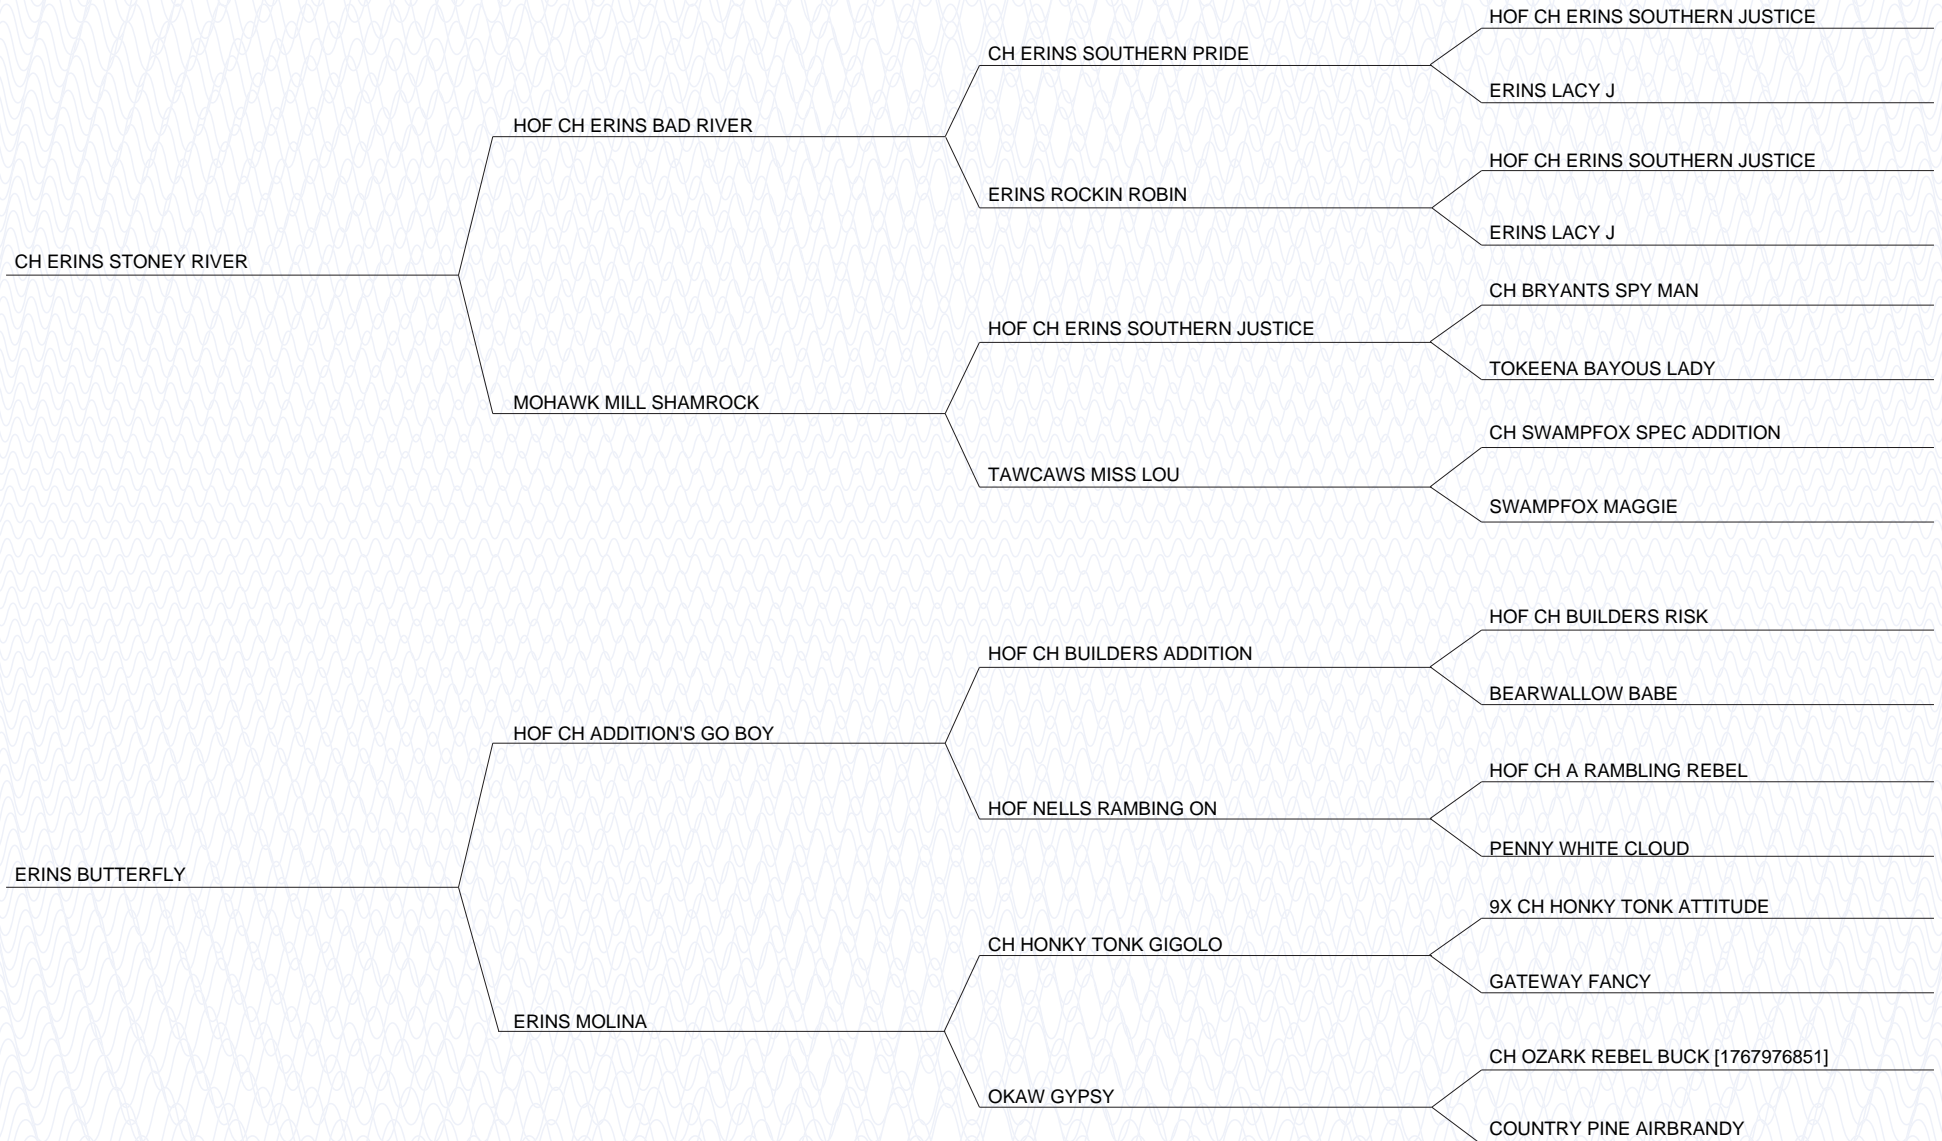 HOF CH ERINS SOUTHERN JUSTICE
CH ERINS SOUTHERN PRIDE
ERINS LACY J
HOF CH ERINS BAD RIVER
HOF CH ERINS SOUTHERN JUSTICE
ERINS ROCKIN ROBIN
ERINS LACY J
CH ERINS STONEY RIVER
CH BRYANTS SPY MAN
HOF CH ERINS SOUTHERN JUSTICE
TOKEENA BAYOUS LADY
MOHAWK MILL SHAMROCK
CH SWAMPFOX SPEC ADDITION
TAWCAWS MISS LOU
SWAMPFOX MAGGIE
HOF CH BUILDERS RISK
HOF CH BUILDERS ADDITION
BEARWALLOW BABE
HOF CH ADDITION'S GO BOY
HOF CH A RAMBLING REBEL
HOF NELLS RAMBING ON
PENNY WHITE CLOUD
ERINS BUTTERFLY
9X CH HONKY TONK ATTITUDE
CH HONKY TONK GIGOLO
GATEWAY FANCY
ERINS MOLINA
CH OZARK REBEL BUCK [1767976851]
OKAW GYPSY
COUNTRY PINE AIRBRANDY